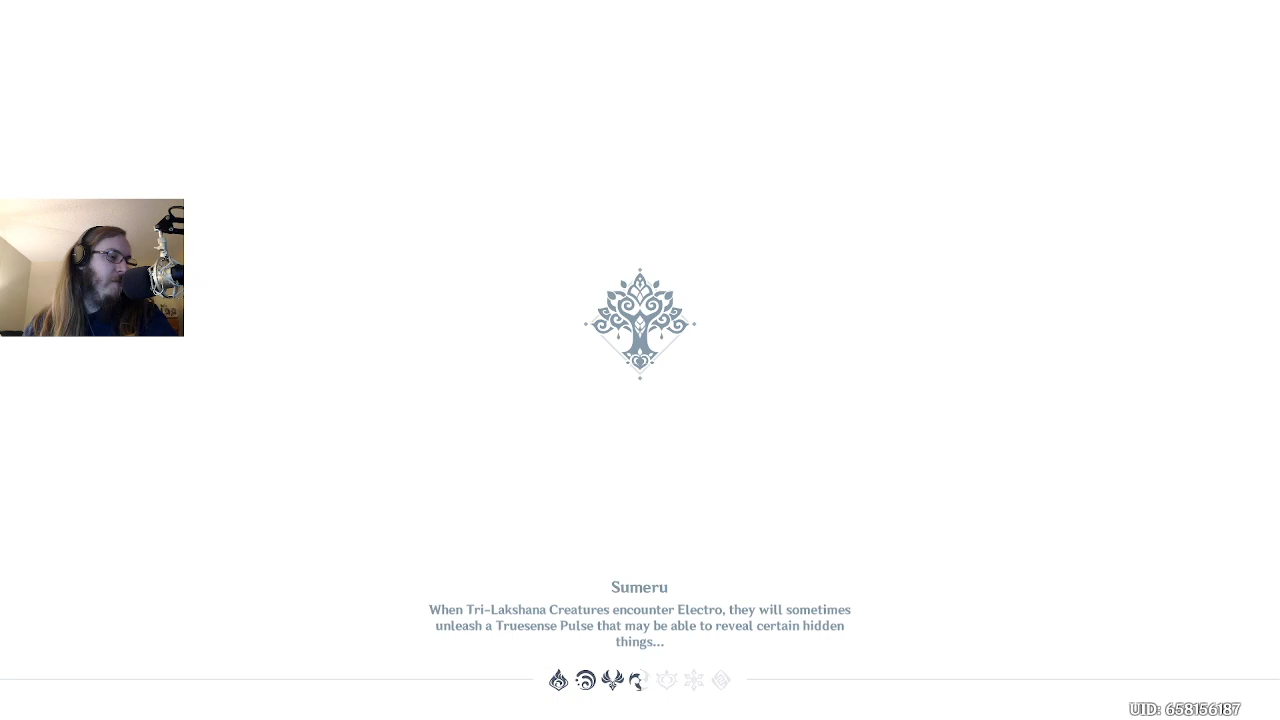 Sumeru
When Tri-Lakshana Creatures encounter Electro, they will sometimes
unleash a Truesense Pulse that may be able to reveal certain hidden
things...
UID: 658156187